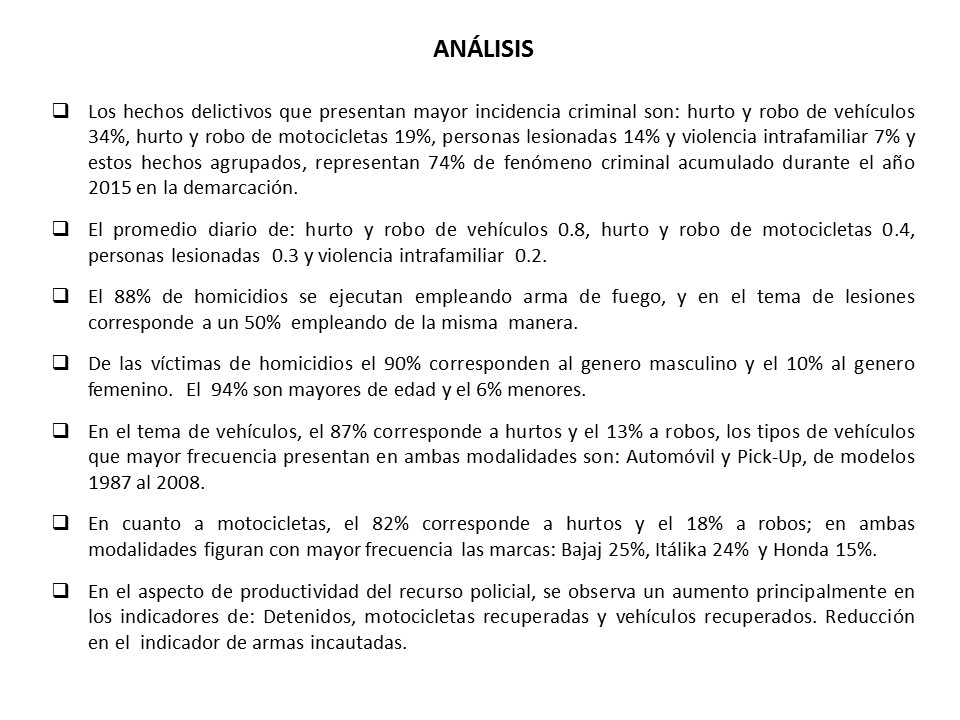 ANÁLISIS
Los hechos delictivos que presentan mayor incidencia criminal son: hurto y robo de vehículos
34%, hurto y robo de motocicletas 19%, personas lesionadas 14% y violencia intrafamiliar 7% y
estos hechos agrupados, representan 74% de fenómeno criminal acumulado durante el año
2015 en la demarcación.
El promedio diario de: hurto y robo de vehículos 0.8, hurto y robo de motocicletas 0.4,
personas lesionadas 0.3 y violencia intrafamiliar 0.2.
El 88% de homicidios se ejecutan empleando arma de fuego, y en el tema de lesiones
corresponde a un 50% empleando de la misma manera.
De las víctimas de homicidios el 90% corresponden al genero masculino y el 10% al genero
femenino. El 94% son mayores de edad y el 6% menores.
En el tema de vehículos, el 87% corresponde a hurtos y el 13% a robos, los tipos de vehículos
que mayor frecuencia presentan en ambas modalidades son: Automóvil y Pick-Up, de modelos
1987 al 2008.
En cuanto a motocicletas, el 82% corresponde a hurtos y el 18% a robos; en ambas
modalidades figuran con mayor frecuencia las marcas: Bajaj 25%, Itálika 24% y Honda 15%.
En el aspecto de productividad del recurso policial, se observa un aumento principalmente en
los indicadores de: Detenidos, motocicletas recuperadas y vehículos recuperados. Reducción
en el indicador de armas incautadas.